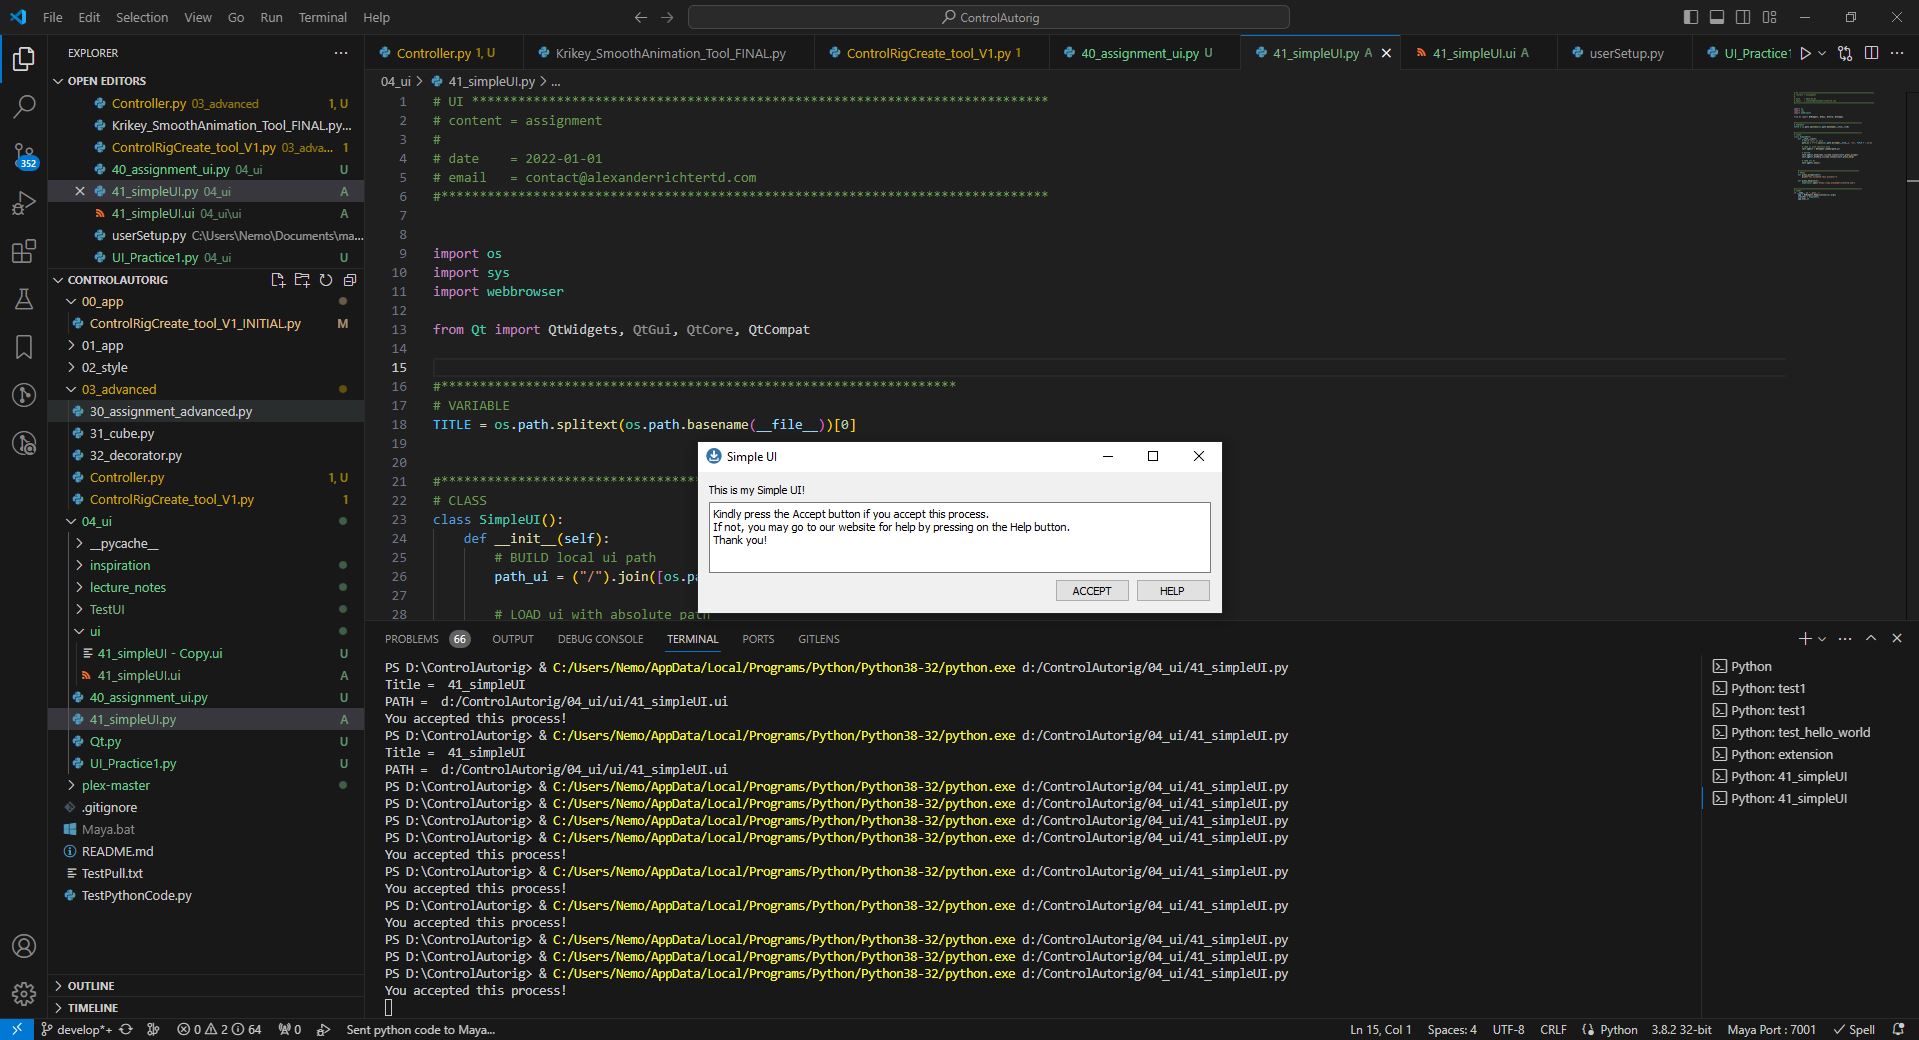 File Edit Selection View Go Run Terminal Help
ControlAutorig
EXPLORER
OPEN EDITORS
Controller.py 03_advanced 1, U
Krikey_SmoothAnimation_Tool_FINAL.py...
ControlRigCreate_tool_V1.py 03_adva... 1
40_assignment_ui.py 04_ui U
41_simpleUI.py 04_ui A
41_simpleUI.ui 04_ui\ui A
userSetup.py C:\Users\Nemo\Documents\ma...
UI_Practice1.py 04_ui U
CONTROLAUTORIG
00_app
ControlRigCreate_tool_V1_INITIAL.py M
01_app
02_style
03_advanced
30_assignment_advanced.py
31_cube.py
32_decorator.py
Controller.py 1, U
ControlRigCreate_tool_V1.py 1
04_ui
__pycache__
inspiration
lecture_notes
TestUI
ui
41_simpleUI - Copy.ui U
41_simpleUI.ui A
40_assignment_ui.py U
41_simpleUI.py A
Qt.py U
UI_Practice1.py U
plex-master
.gitignore
Maya.bat
README.md
TestPull.txt
TestPythonCode.py
OUTLINE
TIMELINE
352
Controller.py 1, U Krikey_SmoothAnimation_Tool_FINAL.py ControlRigCreate_tool_V1.py 1 40_assignment_ui.py U 41_simpleUI.py A 41_simpleUI.ui A userSetup.py UI_Practice1
04_ui > 41_simpleUI.py > ...
1 # UI ***************************************************************************
2 # content = assignment
3 #
4 # date    = 2022-01-01
5 # email   = contact@alexanderrichtertd.com
6 #*******************************************************************************
7
8
9 import os
10 import sys
11 import webbrowser
12
13 from Qt import QtWidgets, QtGui, QtCore, QtCompat
14
15
16 #*******************************************************************
17 # VARIABLE
18 TITLE = os.path.splitext(os.path.basename(__file__))[0]
19
20
21 #**********************************
22 # CLASS
23 class SimpleUI():
24 def __init__(self):
25 # BUILD local ui path
26 path_ui = ("/").join([os.pa
27
28 # LOAD ui with absolute path
Simple UI
This is my Simple UI!
Kindly press the Accept button if you accept this process.
If not, you may go to our website for help by pressing on the Help button.
Thank you!
ACCEPT HELP
PROBLEMS 66 OUTPUT DEBUG CONSOLE TERMINAL PORTS GITLENS
PS D:\ControlAutorig> & C:/Users/Nemo/AppData/Local/Programs/Python/Python38-32/python.exe d:/ControlAutorig/04_ui/41_simpleUI.py
Title =  41_simpleUI
PATH =  d:/ControlAutorig/04_ui/ui/41_simpleUI.ui
You accepted this process!
PS D:\ControlAutorig> & C:/Users/Nemo/AppData/Local/Programs/Python/Python38-32/python.exe d:/ControlAutorig/04_ui/41_simpleUI.py
Title =  41_simpleUI
PATH =  d:/ControlAutorig/04_ui/ui/41_simpleUI.ui
PS D:\ControlAutorig> & C:/Users/Nemo/AppData/Local/Programs/Python/Python38-32/python.exe d:/ControlAutorig/04_ui/41_simpleUI.py
PS D:\ControlAutorig> & C:/Users/Nemo/AppData/Local/Programs/Python/Python38-32/python.exe d:/ControlAutorig/04_ui/41_simpleUI.py
PS D:\ControlAutorig> & C:/Users/Nemo/AppData/Local/Programs/Python/Python38-32/python.exe d:/ControlAutorig/04_ui/41_simpleUI.py
PS D:\ControlAutorig> & C:/Users/Nemo/AppData/Local/Programs/Python/Python38-32/python.exe d:/ControlAutorig/04_ui/41_simpleUI.py
You accepted this process!
PS D:\ControlAutorig> & C:/Users/Nemo/AppData/Local/Programs/Python/Python38-32/python.exe d:/ControlAutorig/04_ui/41_simpleUI.py
You accepted this process!
PS D:\ControlAutorig> & C:/Users/Nemo/AppData/Local/Programs/Python/Python38-32/python.exe d:/ControlAutorig/04_ui/41_simpleUI.py
You accepted this process!
PS D:\ControlAutorig> & C:/Users/Nemo/AppData/Local/Programs/Python/Python38-32/python.exe d:/ControlAutorig/04_ui/41_simpleUI.py
PS D:\ControlAutorig> & C:/Users/Nemo/AppData/Local/Programs/Python/Python38-32/python.exe d:/ControlAutorig/04_ui/41_simpleUI.py
PS D:\ControlAutorig> & C:/Users/Nemo/AppData/Local/Programs/Python/Python38-32/python.exe d:/ControlAutorig/04_ui/41_simpleUI.py
You accepted this process!
Python
Python: test1
Python: test1
Python: test_hello_world
Python: extension
Python: 41_simpleUI
Python: 41_simpleUI
develop*+ 0 2 64 0 Sent python code to Maya... Ln 15, Col 1 Spaces: 4 UTF-8 CRLF Python 3.8.2 32-bit Maya Port : 7001 Spell